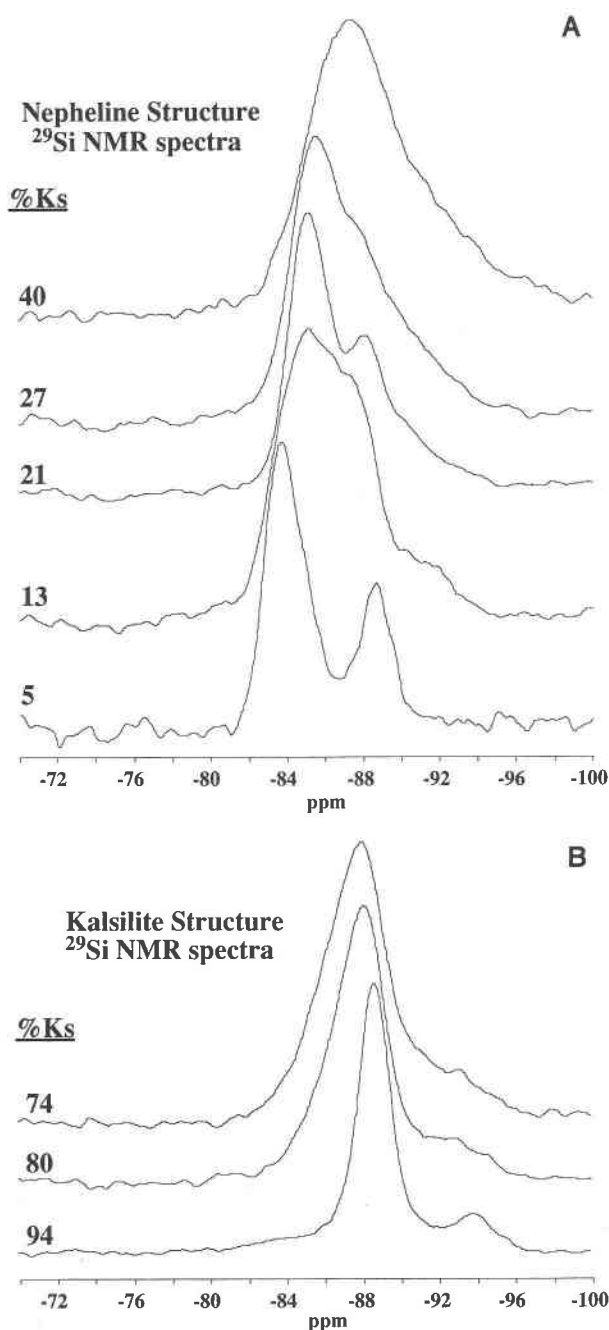 A
Nepheline Structure
²⁹Si NMR spectra
%Ks
40
27
21
13
5
-72 -76 -80 -84 -88 -92 -96 -100
ppm
B
Kalsilite Structure
²⁹Si NMR spectra
%Ks
74
80
94
-72 -76 -80 -84 -88 -92 -96 -100
ppm